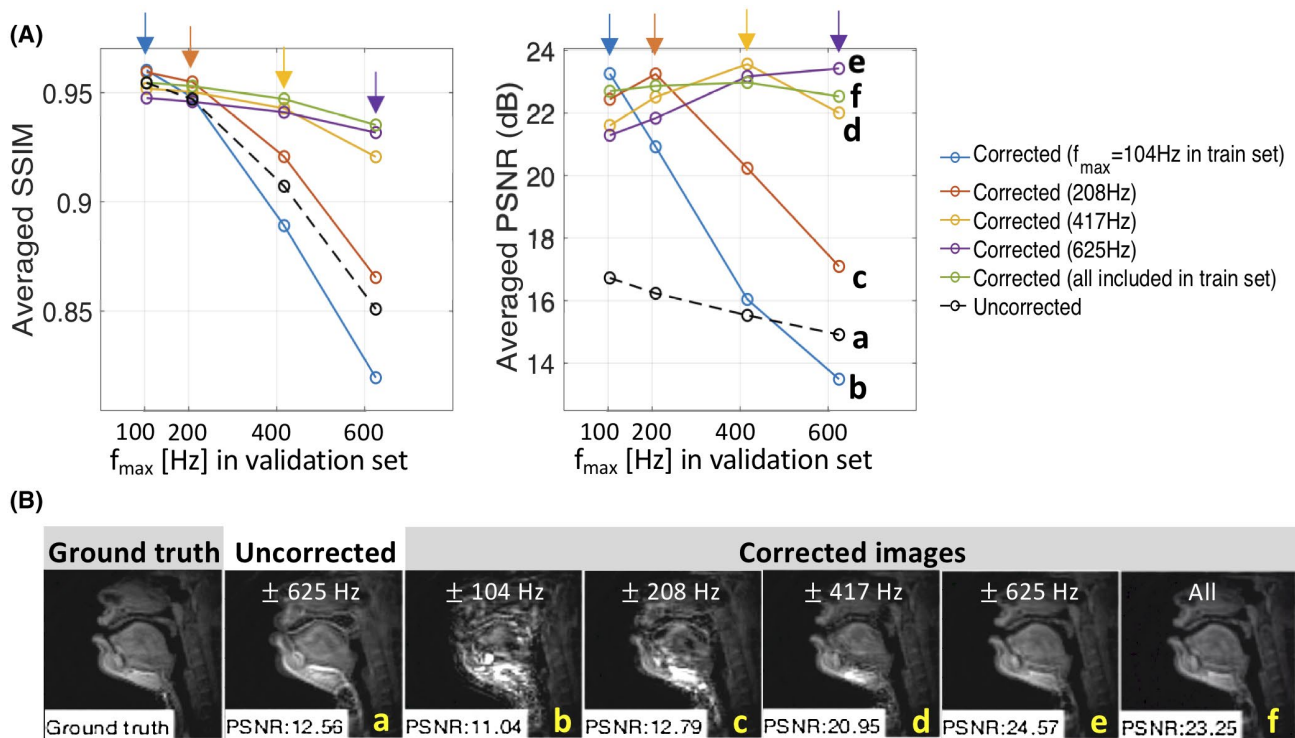 (A)
Averaged SSIM
0.95
0.9
0.85
100 200 400 600
f_max [Hz] in validation set
Averaged PSNR (dB)
24
22
20
18
16
14
e
f
d
c
a
b
100 200 400 600
f_max [Hz] in validation set
Corrected (f_max=104Hz in train set)
Corrected (208Hz)
Corrected (417Hz)
Corrected (625Hz)
Corrected (all included in train set)
Uncorrected
(B)
Ground truth Uncorrected Corrected images
± 625 Hz ± 104 Hz ± 208 Hz ± 417 Hz ± 625 Hz All
Ground truth PSNR:12.56 a PSNR:11.04 b PSNR:12.79 c PSNR:20.95 d PSNR:24.57 e PSNR:23.25 f